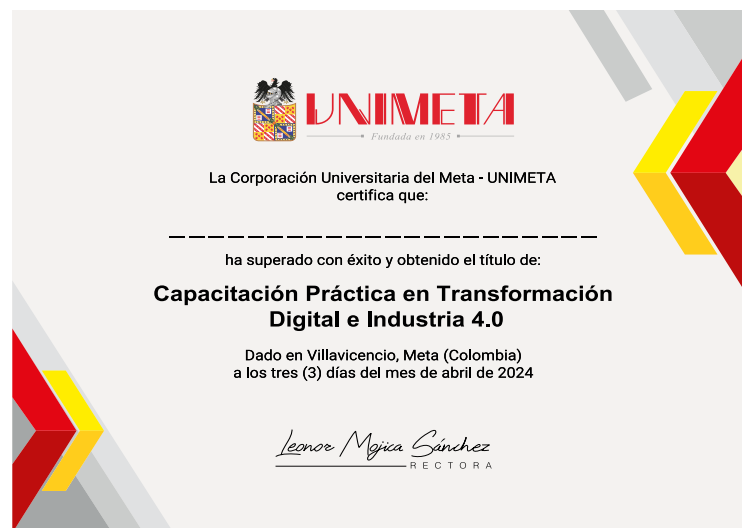 UNIMETA
Fundada en 1985
La Corporación Universitaria del Meta - UNIMETA
certifica que:
ha superado con éxito y obtenido el título de:
Capacitación Práctica en Transformación
Digital e Industria 4.0
Dado en Villavicencio, Meta (Colombia)
a los tres (3) días del mes de abril de 2024
Leonor Mojica Sánchez
RECTORA